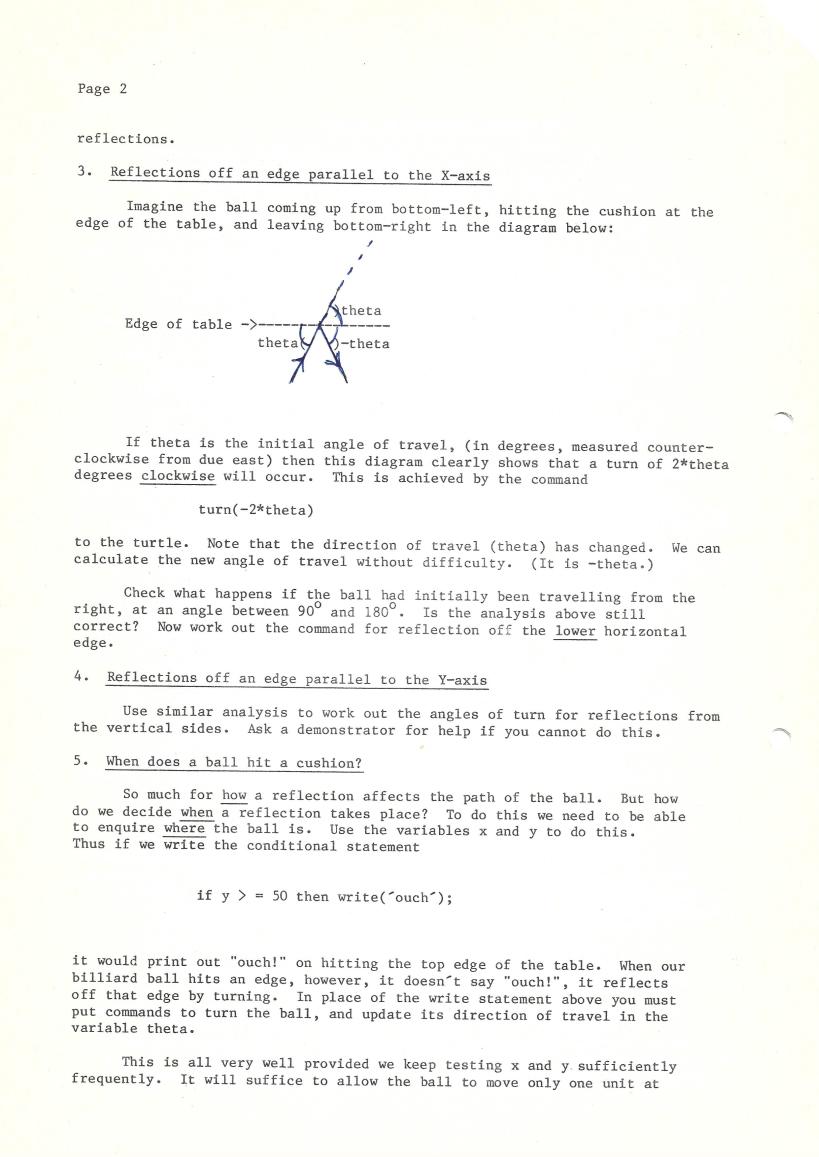 Page 2
reflections.
3. Reflections off an edge parallel to the X-axis
Imagine the ball coming up from bottom-left, hitting the cushion at the
edge of the table, and leaving bottom-right in the diagram below:
theta
Edge of table ->----------------
theta -theta
If theta is the initial angle of travel, (in degrees, measured counter-
clockwise from due east) then this diagram clearly shows that a turn of 2*theta
degrees clockwise will occur. This is achieved by the command
turn(-2*theta)
to the turtle. Note that the direction of travel (theta) has changed. We can
calculate the new angle of travel without difficulty. (It is -theta.)
Check what happens if the ball had initially been travelling from the
right, at an angle between 90° and 180°. Is the analysis above still
correct? Now work out the command for reflection off the lower horizontal
edge.
4. Reflections off an edge parallel to the Y-axis
Use similar analysis to work out the angles of turn for reflections from
the vertical sides. Ask a demonstrator for help if you cannot do this.
5. When does a ball hit a cushion?
So much for how a reflection affects the path of the ball. But how
do we decide when a reflection takes place? To do this we need to be able
to enquire where the ball is. Use the variables x and y to do this.
Thus if we write the conditional statement
if y > = 50 then write(´ouch´);
it would print out "ouch!" on hitting the top edge of the table. When our
billiard ball hits an edge, however, it doesn´t say "ouch!", it reflects
off that edge by turning. In place of the write statement above you must
put commands to turn the ball, and update its direction of travel in the
variable theta.
This is all very well provided we keep testing x and y sufficiently
frequently. It will suffice to allow the ball to move only one unit at